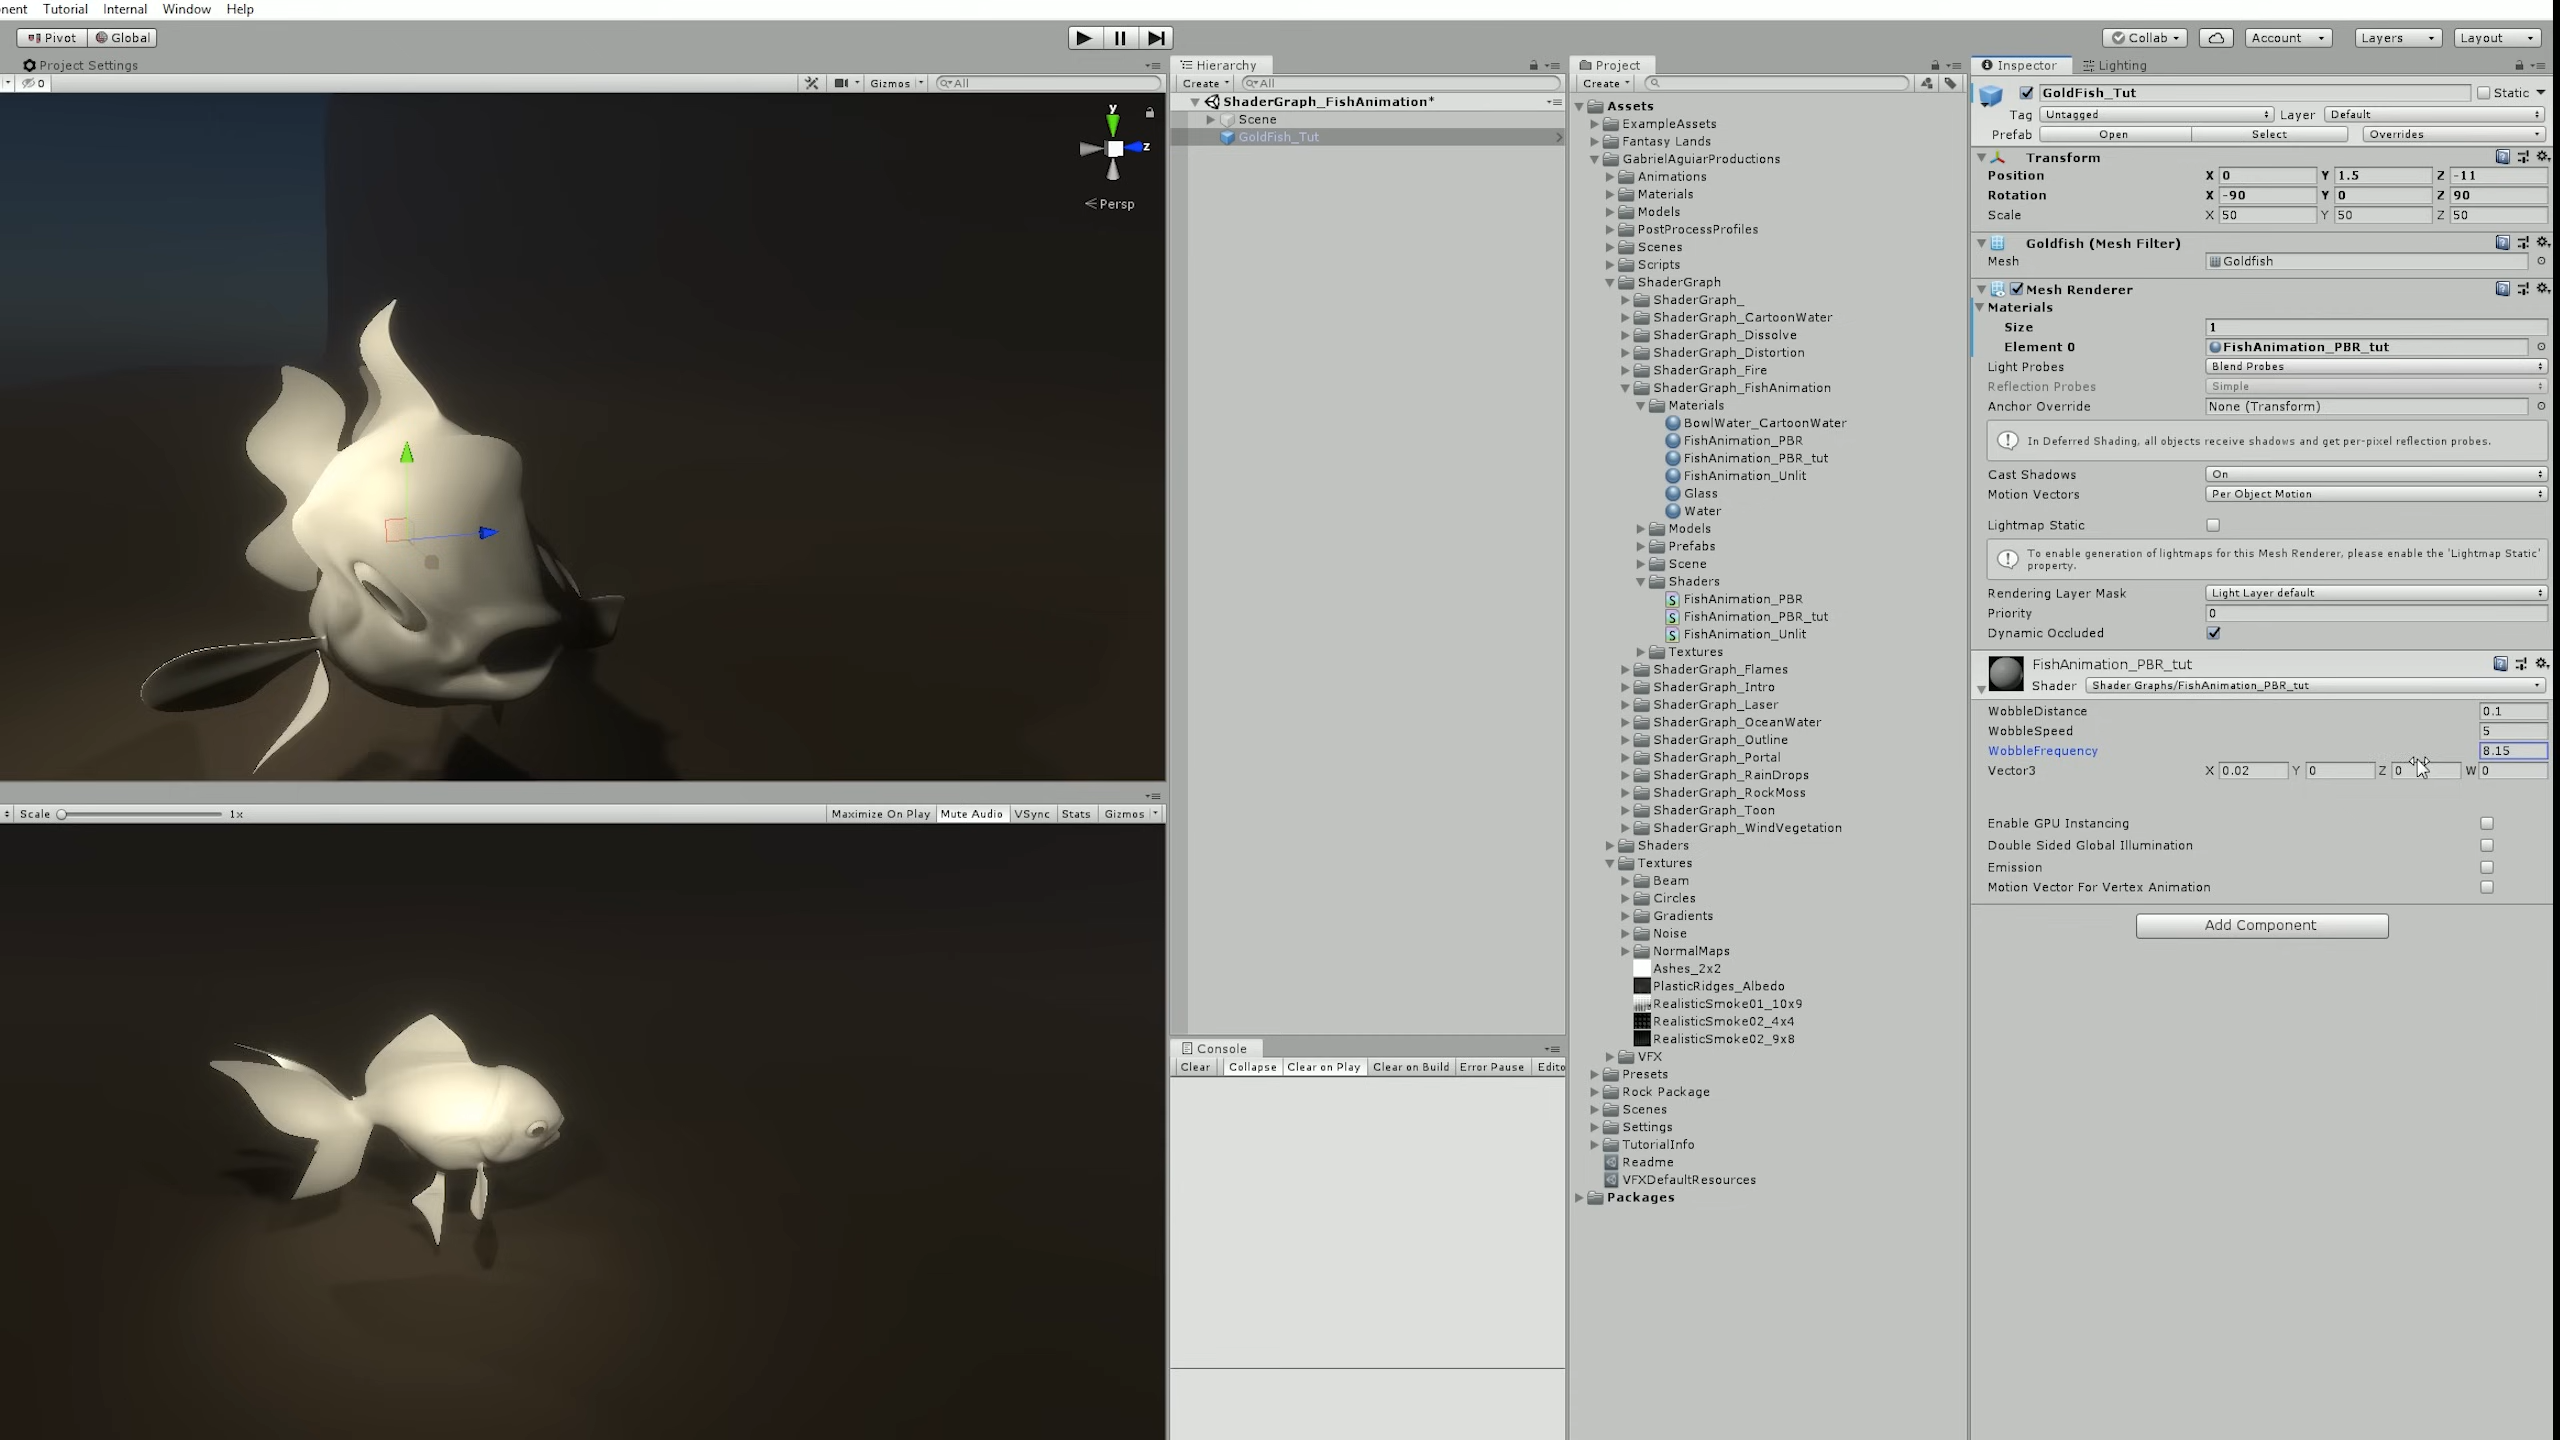 nent Tutorial Internal Window Help
Pivot Global
Collab Account Layers Layout
Project Settings
0 Gizmos All
y
z
Persp
Scale 1x Maximize On Play Mute Audio VSync Stats Gizmos
Hierarchy
Create All
ShaderGraph_FishAnimation*
Scene
GoldFish_Tut
Console
Clear Collapse Clear on Play Clear on Build Error Pause Edito
Project
Create
Assets
ExampleAssets
Fantasy Lands
GabrielAguiarProductions
Animations
Materials
Models
PostProcessProfiles
Scenes
Scripts
ShaderGraph
ShaderGraph_
ShaderGraph_CartoonWater
ShaderGraph_Dissolve
ShaderGraph_Distortion
ShaderGraph_Fire
ShaderGraph_FishAnimation
Materials
BowlWater_CartoonWater
FishAnimation_PBR
FishAnimation_PBR_tut
FishAnimation_Unlit
Glass
Water
Models
Prefabs
Scene
Shaders
FishAnimation_PBR
FishAnimation_PBR_tut
FishAnimation_Unlit
Textures
ShaderGraph_Flames
ShaderGraph_Intro
ShaderGraph_Laser
ShaderGraph_OceanWater
ShaderGraph_Outline
ShaderGraph_Portal
ShaderGraph_RainDrops
ShaderGraph_RockMoss
ShaderGraph_Toon
ShaderGraph_WindVegetation
Shaders
Textures
Beam
Circles
Gradients
Noise
NormalMaps
Ashes_2x2
PlasticRidges_Albedo
RealisticSmoke01_10x9
RealisticSmoke02_4x4
RealisticSmoke02_9x8
VFX
Presets
Rock Package
Scenes
Settings
TutorialInfo
Readme
VFXDefaultResources
Packages
Inspector Lighting
GoldFish_Tut Static
Tag Untagged Layer Default
Prefab Open Select Overrides
Transform
Position X 0 Y 1.5 Z -11
Rotation X -90 Y 0 Z 90
Scale X 50 Y 50 Z 50
Goldfish (Mesh Filter)
Mesh Goldfish
Mesh Renderer
Materials
Size 1
Element 0 FishAnimation_PBR_tut
Light Probes Blend Probes
Reflection Probes Simple
Anchor Override None (Transform)
In Deferred Shading, all objects receive shadows and get per-pixel reflection probes.
Cast Shadows On
Motion Vectors Per Object Motion
Lightmap Static
To enable generation of lightmaps for this Mesh Renderer, please enable the 'Lightmap Static'
property.
Rendering Layer Mask Light Layer default
Priority 0
Dynamic Occluded
FishAnimation_PBR_tut
Shader Shader Graphs/FishAnimation_PBR_tut
WobbleDistance 0.1
WobbleSpeed 5
WobbleFrequency 8.15
Vector3 X 0.02 Y 0 Z 0 W 0
Enable GPU Instancing
Double Sided Global Illumination
Emission
Motion Vector For Vertex Animation
Add Component